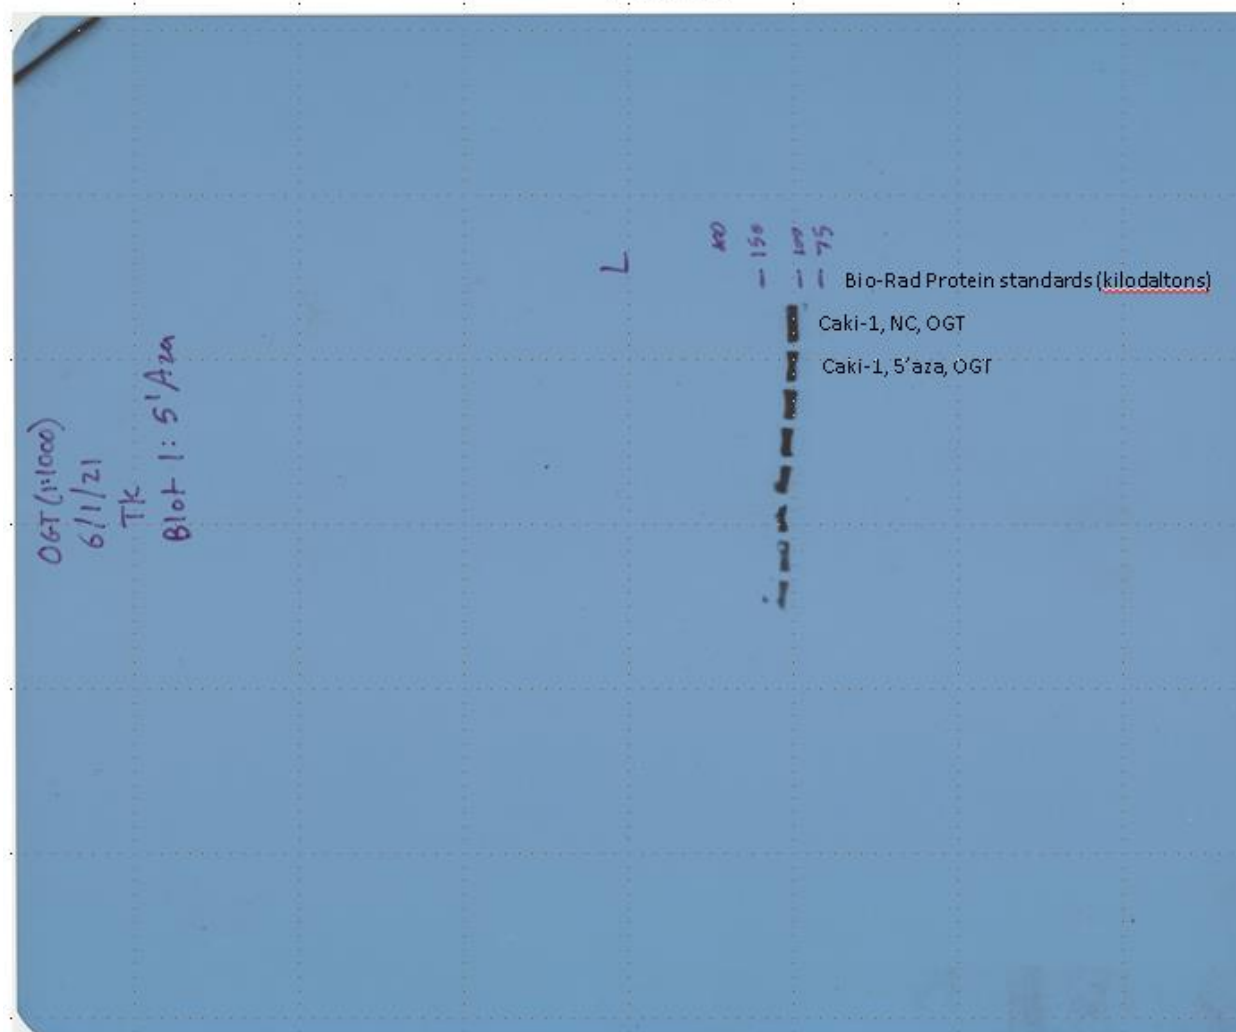 OGT (1:1000)
6/1/21
TK
Blot 1: 5' Aza
L
- 150
- 100
- 75
Bio-Rad Protein standards (kilodaltons)
Caki-1, NC, OGT
Caki-1, 5'aza, OGT